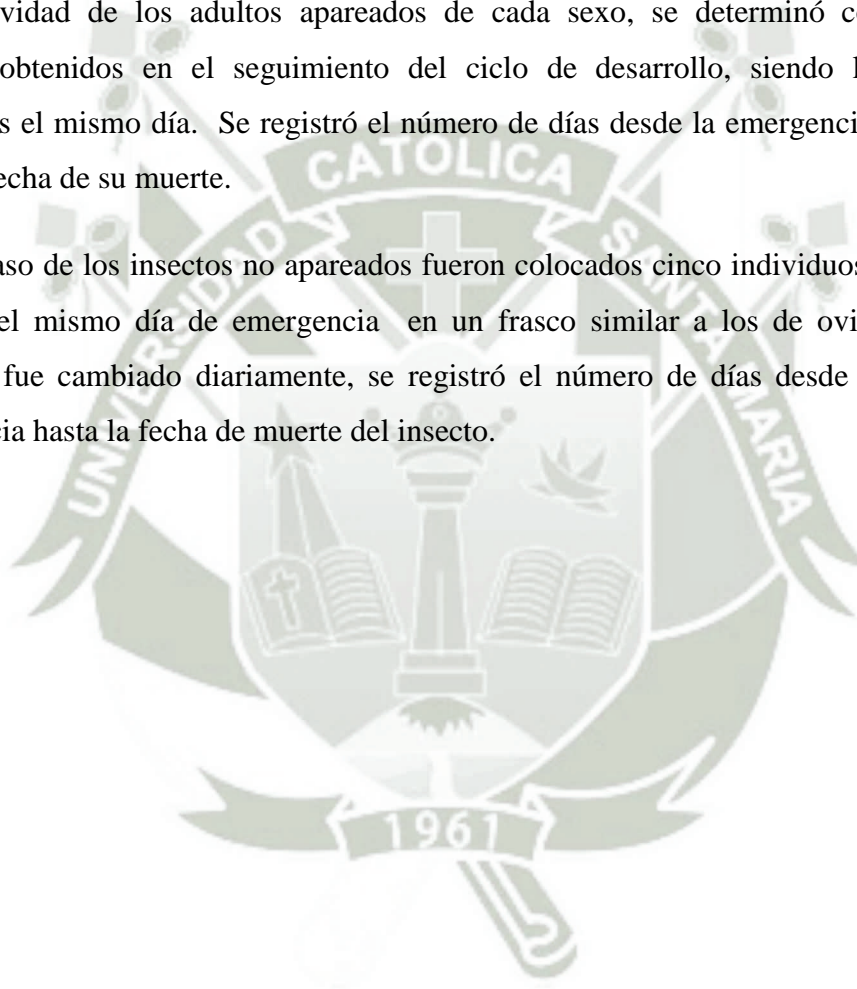 vidad de los adultos apareados de cada sexo, se determinó c
obtenidos en el seguimiento del ciclo de desarrollo, siendo
s el mismo día. Se registró el número de días desde la emergenci
echa de su muerte.
aso de los insectos no apareados fueron colocados cinco individuos
el mismo día de emergencia en un frasco similar a los de ovi
fue cambiado diariamente, se registró el número de días desde
cia hasta la fecha de muerte del insecto.
UNIVERSIDAD CATOLICA SANTA MARIA
1961